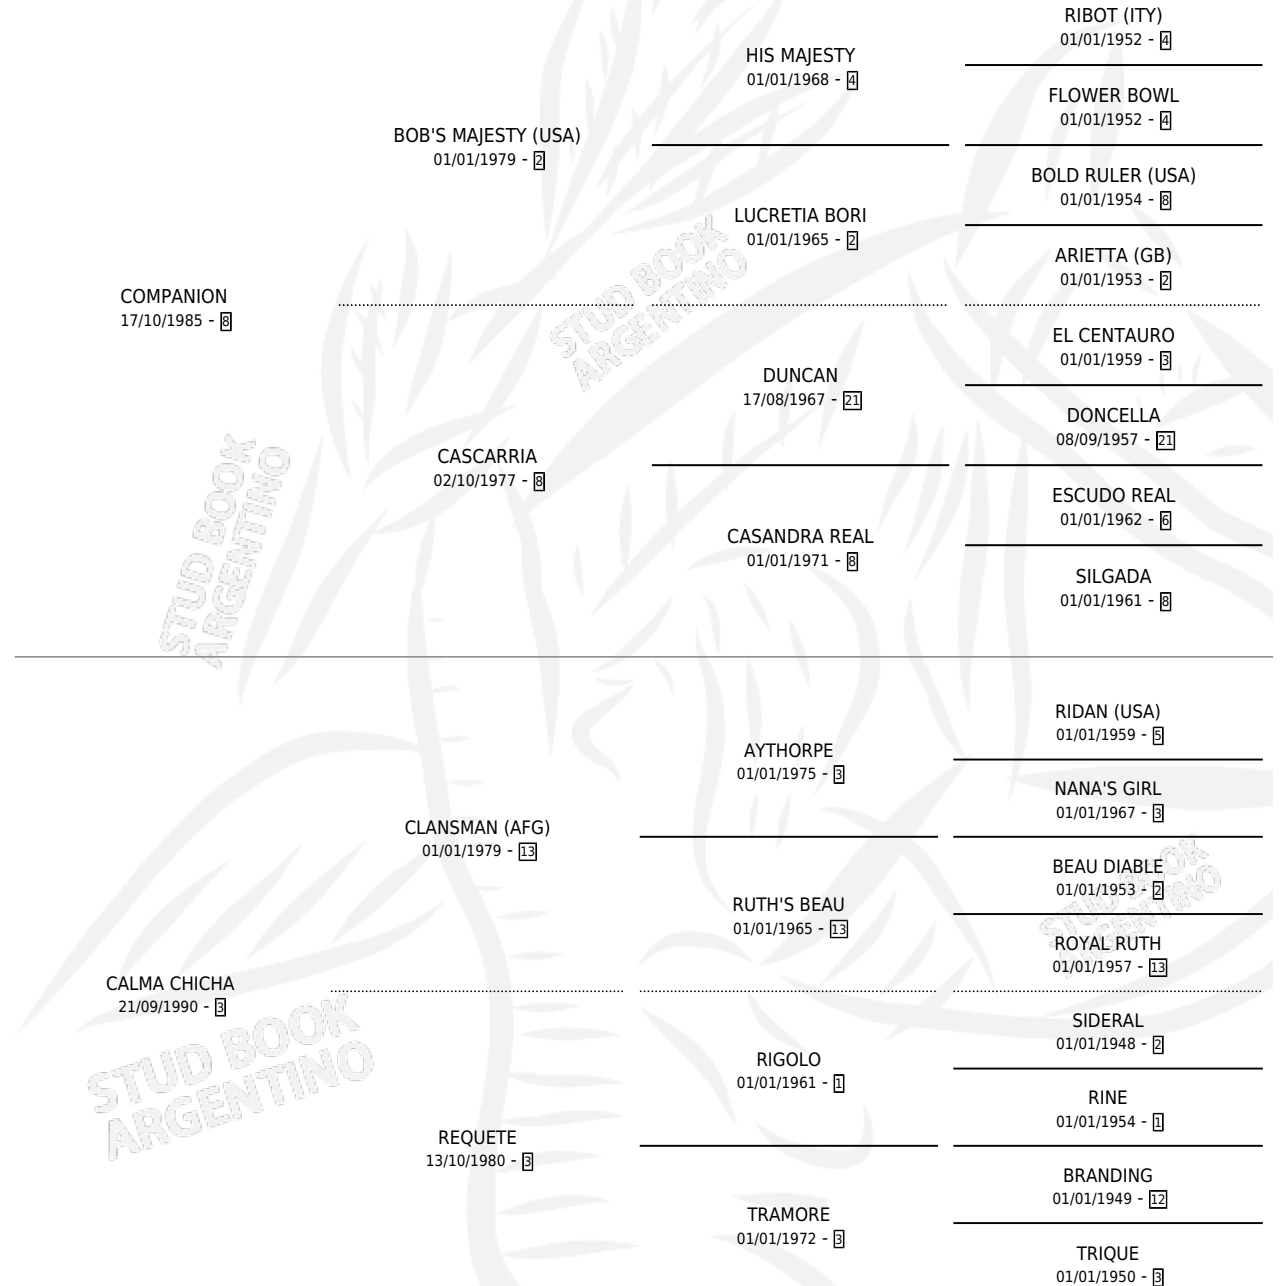 RIBOT (ITY)
01/01/1952 - 4
HIS MAJESTY
01/01/1968 - 4
FLOWER BOWL
01/01/1952 - 4
BOB'S MAJESTY (USA)
01/01/1979 - 2
BOLD RULER (USA)
01/01/1954 - 8
LUCRETIA BORI
01/01/1965 - 2
ARIETTA (GB)
01/01/1953 - 2
COMPANION
17/10/1985 - 8
STUD BOOK
ARGENTINO
EL CENTAURO
01/01/1959 - 3
DUNCAN
17/08/1967 - 21
DONCELLA
08/09/1957 - 21
CASCARRIA
02/10/1977 - 8
ESCUDO REAL
01/01/1962 - 6
CASANDRA REAL
01/01/1971 - 8
SILGADA
01/01/1961 - 8
STUD BOOK
ARGENTINO
RIDAN (USA)
01/01/1959 - 5
AYTHORPE
01/01/1975 - 3
NANA'S GIRL
01/01/1967 - 3
CLANSMAN (AFG)
01/01/1979 - 13
BEAU DIABLE
01/01/1953 - 2
RUTH'S BEAU
01/01/1965 - 13
STUD BOOK
ARGENTINO
ROYAL RUTH
01/01/1957 - 13
CALMA CHICHA
21/09/1990 - 3
SIDERAL
01/01/1948 - 2
RIGOLO
01/01/1961 - 1
RINE
01/01/1954 - 1
STUD BOOK
ARGENTINO
REQUETE
13/10/1980 - 3
BRANDING
01/01/1949 - 12
TRAMORE
01/01/1972 - 3
TRIQUE
01/01/1950 - 3